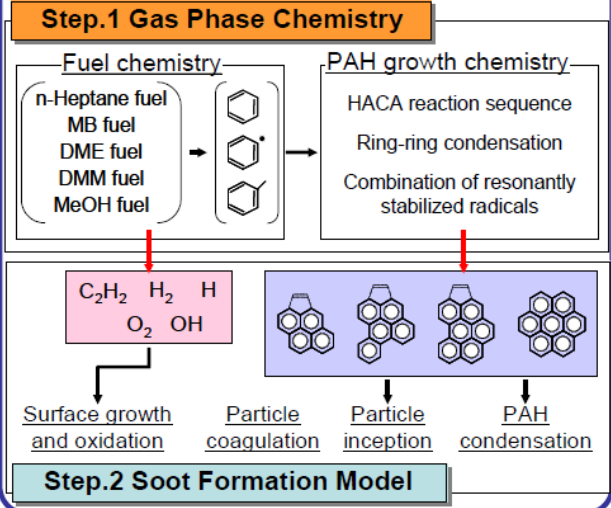 Step.1 Gas Phase Chemistry
Fuel chemistry
n-Heptane fuel
MB fuel
DME fuel
DMM fuel
MeOH fuel
PAH growth chemistry
HACA reaction sequence
Ring-ring condensation
Combination of resonantly
stabilized radicals
C₂H₂ H₂ H
O₂ OH
Surface growth
and oxidation
Particle
coagulation
Particle
inception
PAH
condensation
Step.2 Soot Formation Model